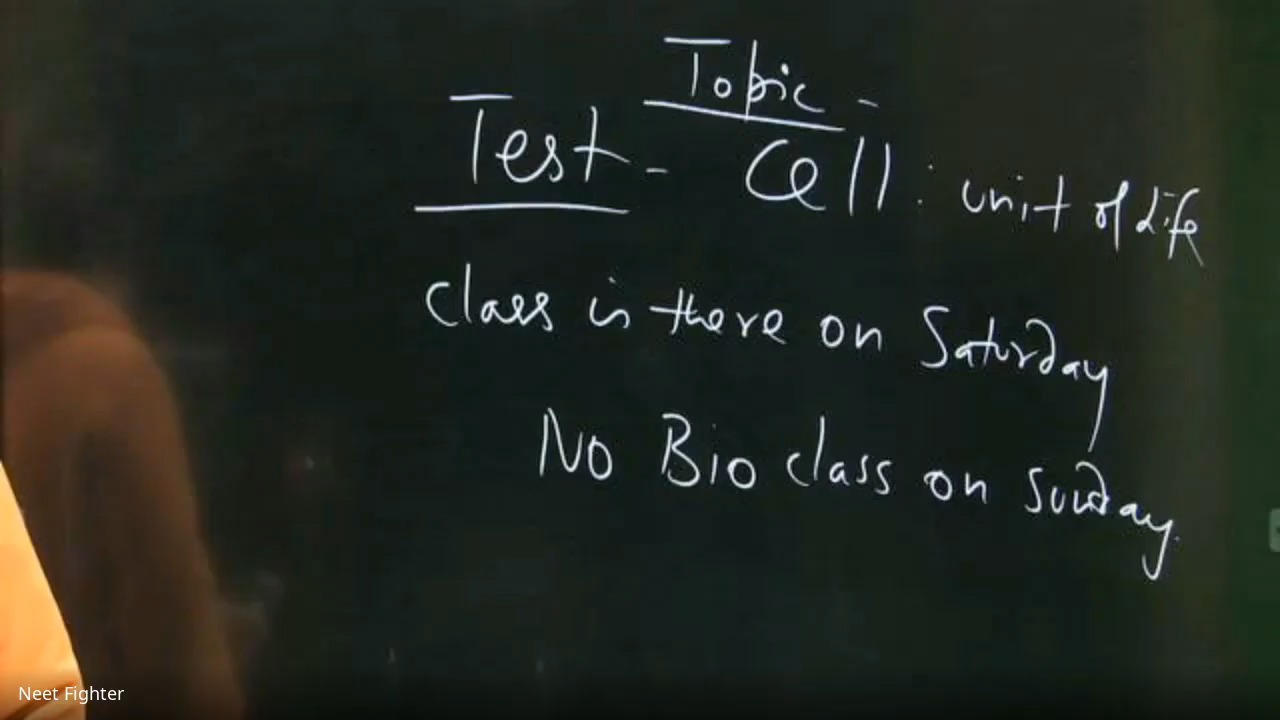 Topic -
Test - Cell : unit of Life
Class is there on Saturday
No Bio class on Sunday.
Neet Fighter